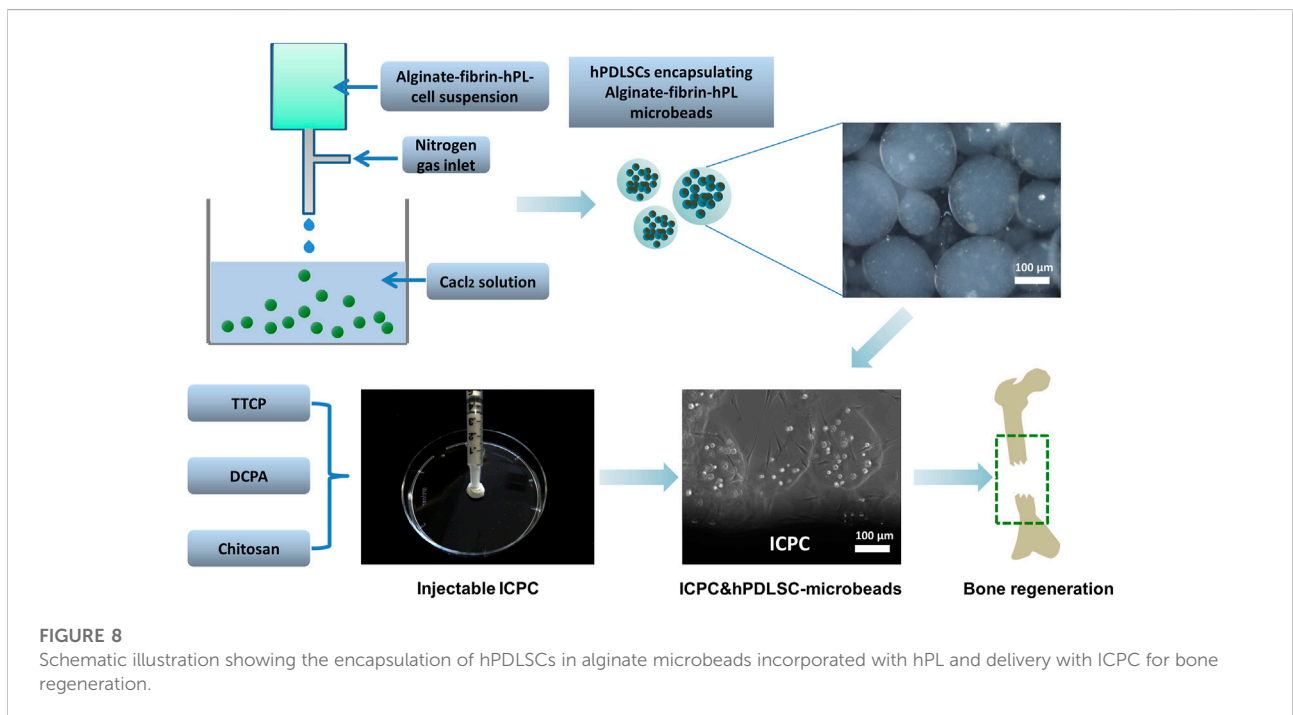 Alginate-fibrin-hPL-
cell suspension
Nitrogen
gas inlet
Cacl₂ solution
hPDLSCs encapsulating
Alginate-fibrin-hPL
microbeads
100 µm
TTCP
DCPA
Chitosan
Injectable ICPC
ICPC
100 µm
ICPC&hPDLSC-microbeads
Bone regeneration
FIGURE 8
Schematic illustration showing the encapsulation of hPDLSCs in alginate microbeads incorporated with hPL and delivery with ICPC for bone
regeneration.